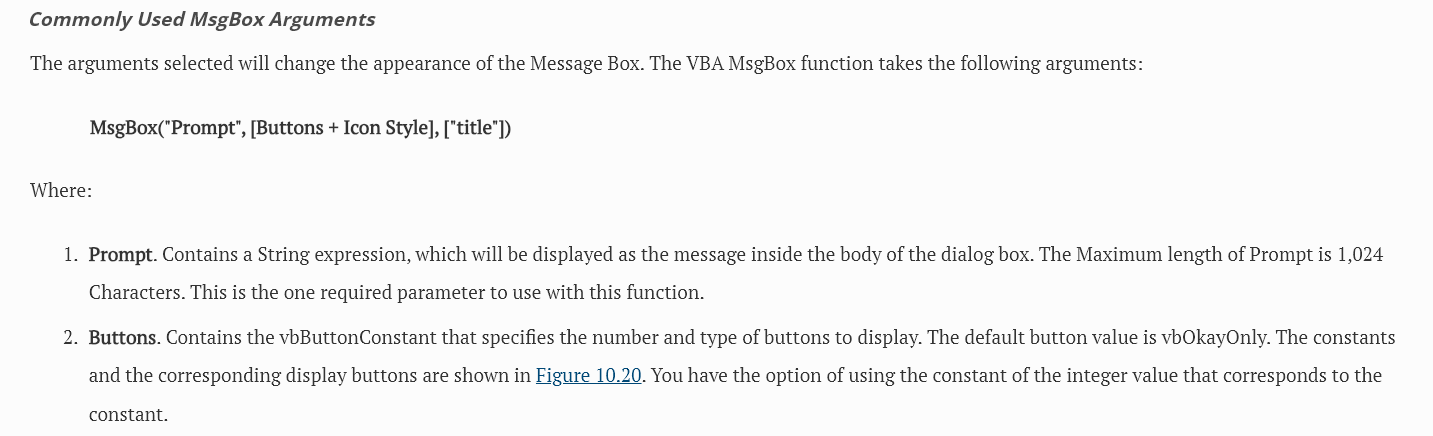 Commonly Used MsgBox Arguments
The arguments selected will change the appearance of the Message Box. The VBA MsgBox function takes the following arguments:
MsgBox("Prompt", [Buttons + Icon Style], ["title"])
Where:
1. Prompt. Contains a String expression, which will be displayed as the message inside the body of the dialog box. The Maximum length of Prompt is 1,024
Characters. This is the one required parameter to use with this function.
2. Buttons. Contains the vbButtonConstant that specifies the number and type of buttons to display. The default button value is vbOkayOnly. The constants
and the corresponding display buttons are shown in Figure 10.20. You have the option of using the constant of the integer value that corresponds to the
constant.